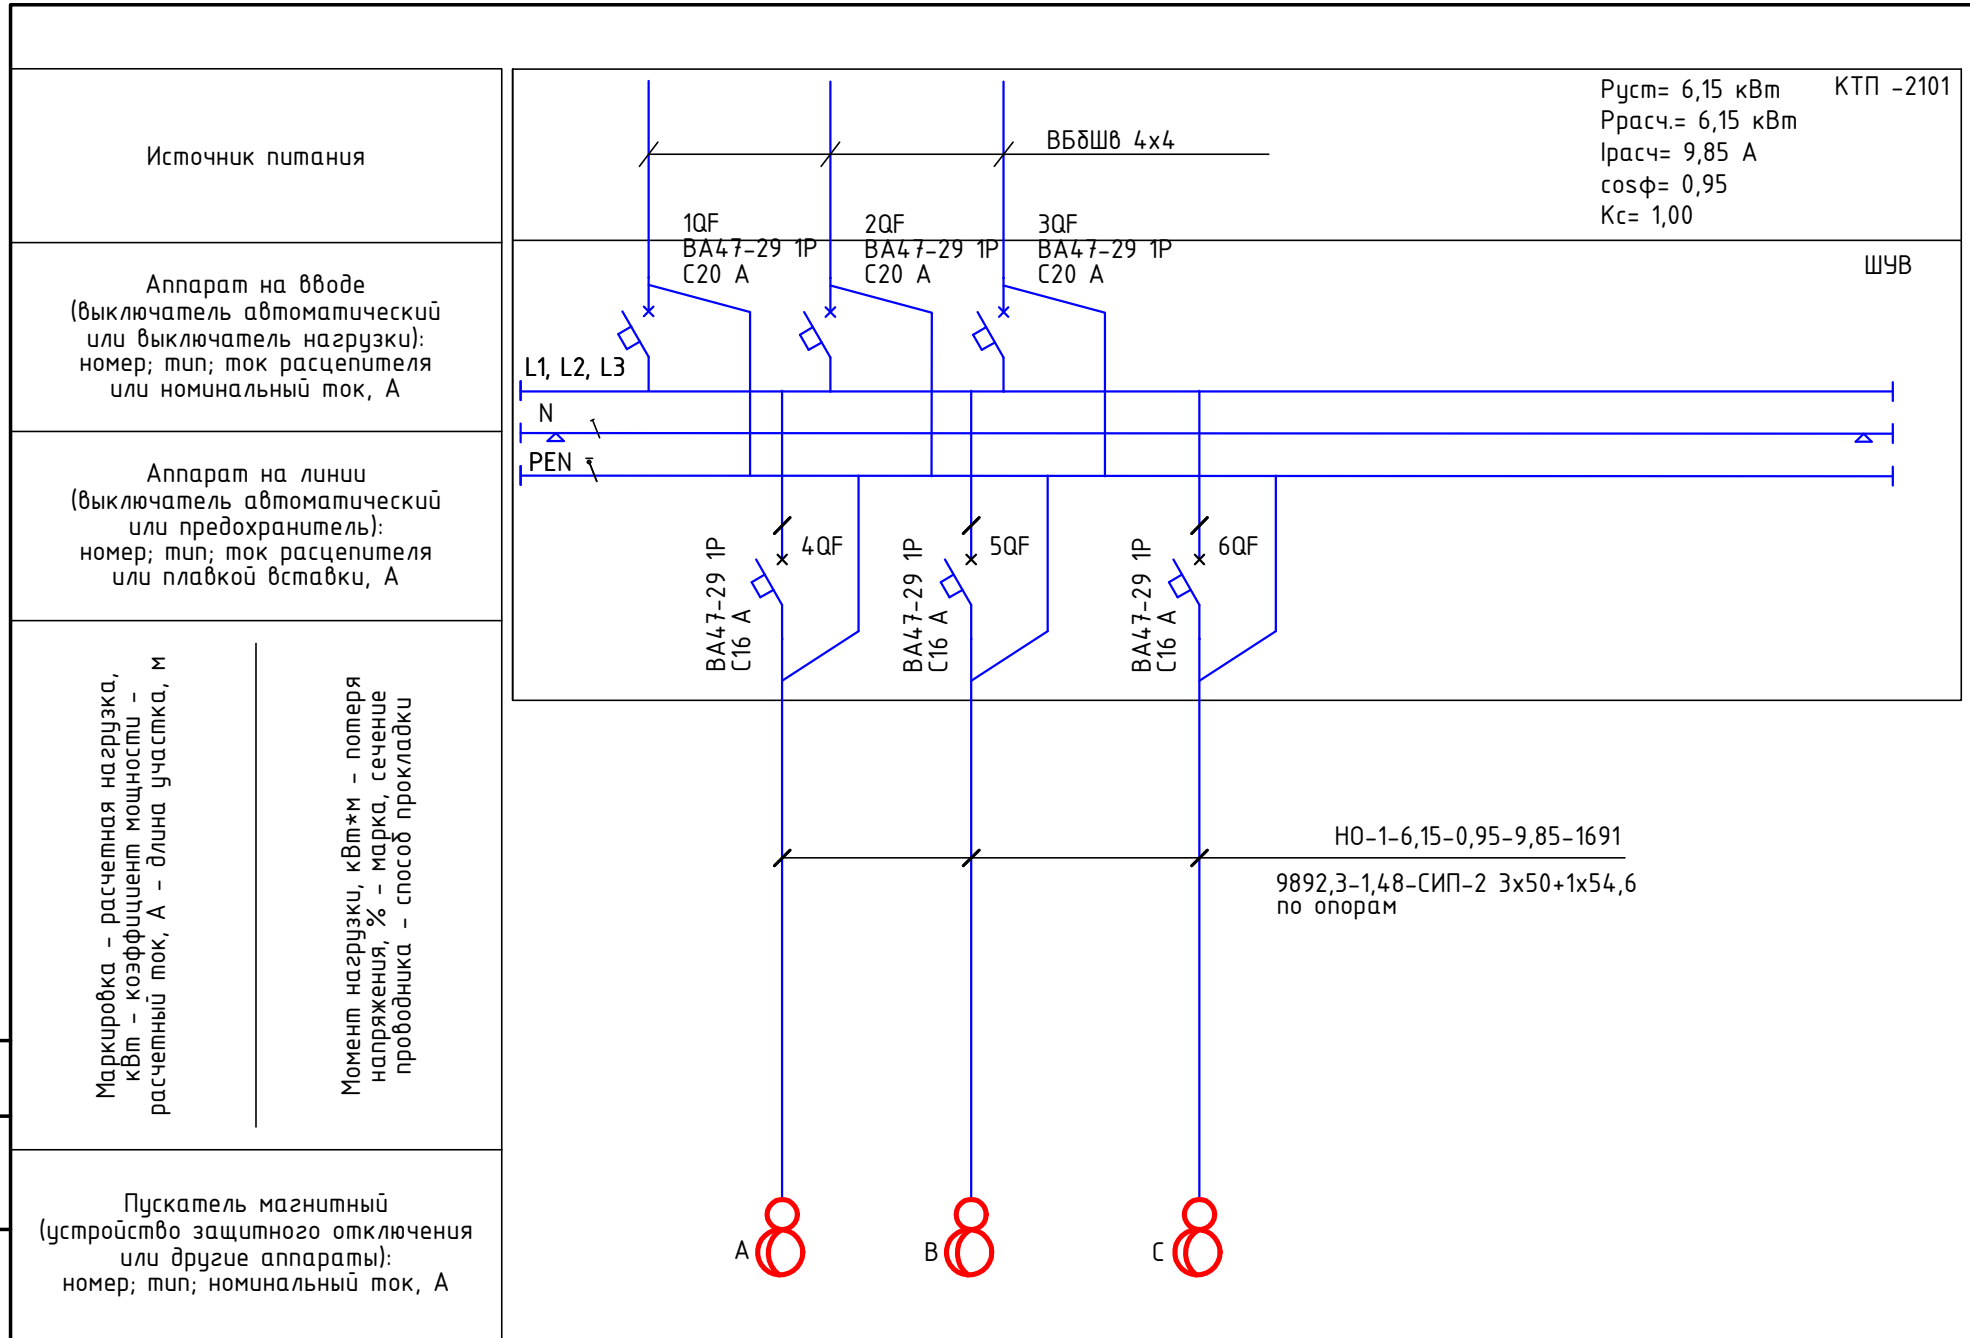 Источник питания
Аппарат на вводе
(выключатель автоматический
или выключатель нагрузки):
номер; тип; ток расцепителя
или номинальный ток, А
Аппарат на линии
(выключатель автоматический
или предохранитель):
номер; тип; ток расцепителя
или плавкой вставки, А
Маркировка - расчетная нагрузка,
кВт - коэффициент мощности -
расчетный ток, А - длина участка, м
Момент нагрузки, кВт*м - потеря
напряжения, % - марка, сечение
проводника - способ прокладки
Пускатель магнитный
(устройство защитного отключения
или другие аппараты):
номер; тип; номинальный ток, А
Pуст= 6,15 кВт
Pрасч.= 6,15 кВт
Iрасч= 9,85 А
cosφ= 0,95
Kс= 1,00
КТП -2101
ВБбШв 4х4
1QF
ВА47-29 1Р
С20 А
2QF
ВА47-29 1Р
С20 А
3QF
ВА47-29 1Р
С20 А
ШУВ
L1, L2, L3
N
PEN
4QF
ВА47-29 1Р
С16 А
5QF
ВА47-29 1Р
С16 А
6QF
ВА47-29 1Р
С16 А
НО-1-6,15-0,95-9,85-1691
9892,3-1,48-СИП-2 3х50+1х54,6
по опорам
А
В
С